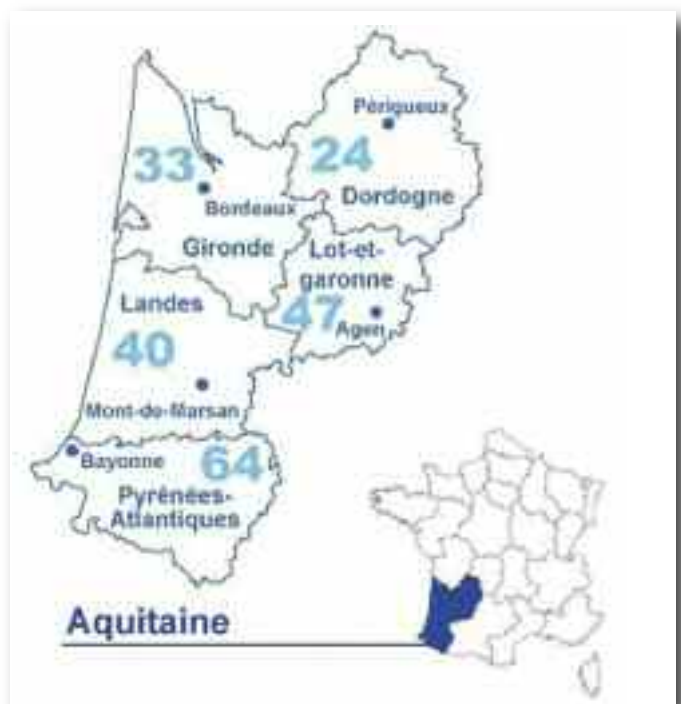 Périgueux
33
24
Bordeaux
Dordogne
Gironde
Lot-et-
garonne
Landes
47
Agen
40
Mont-de-Marsan
Bayonne
64
Pyrénées-
Atlantiques
Aquitaine